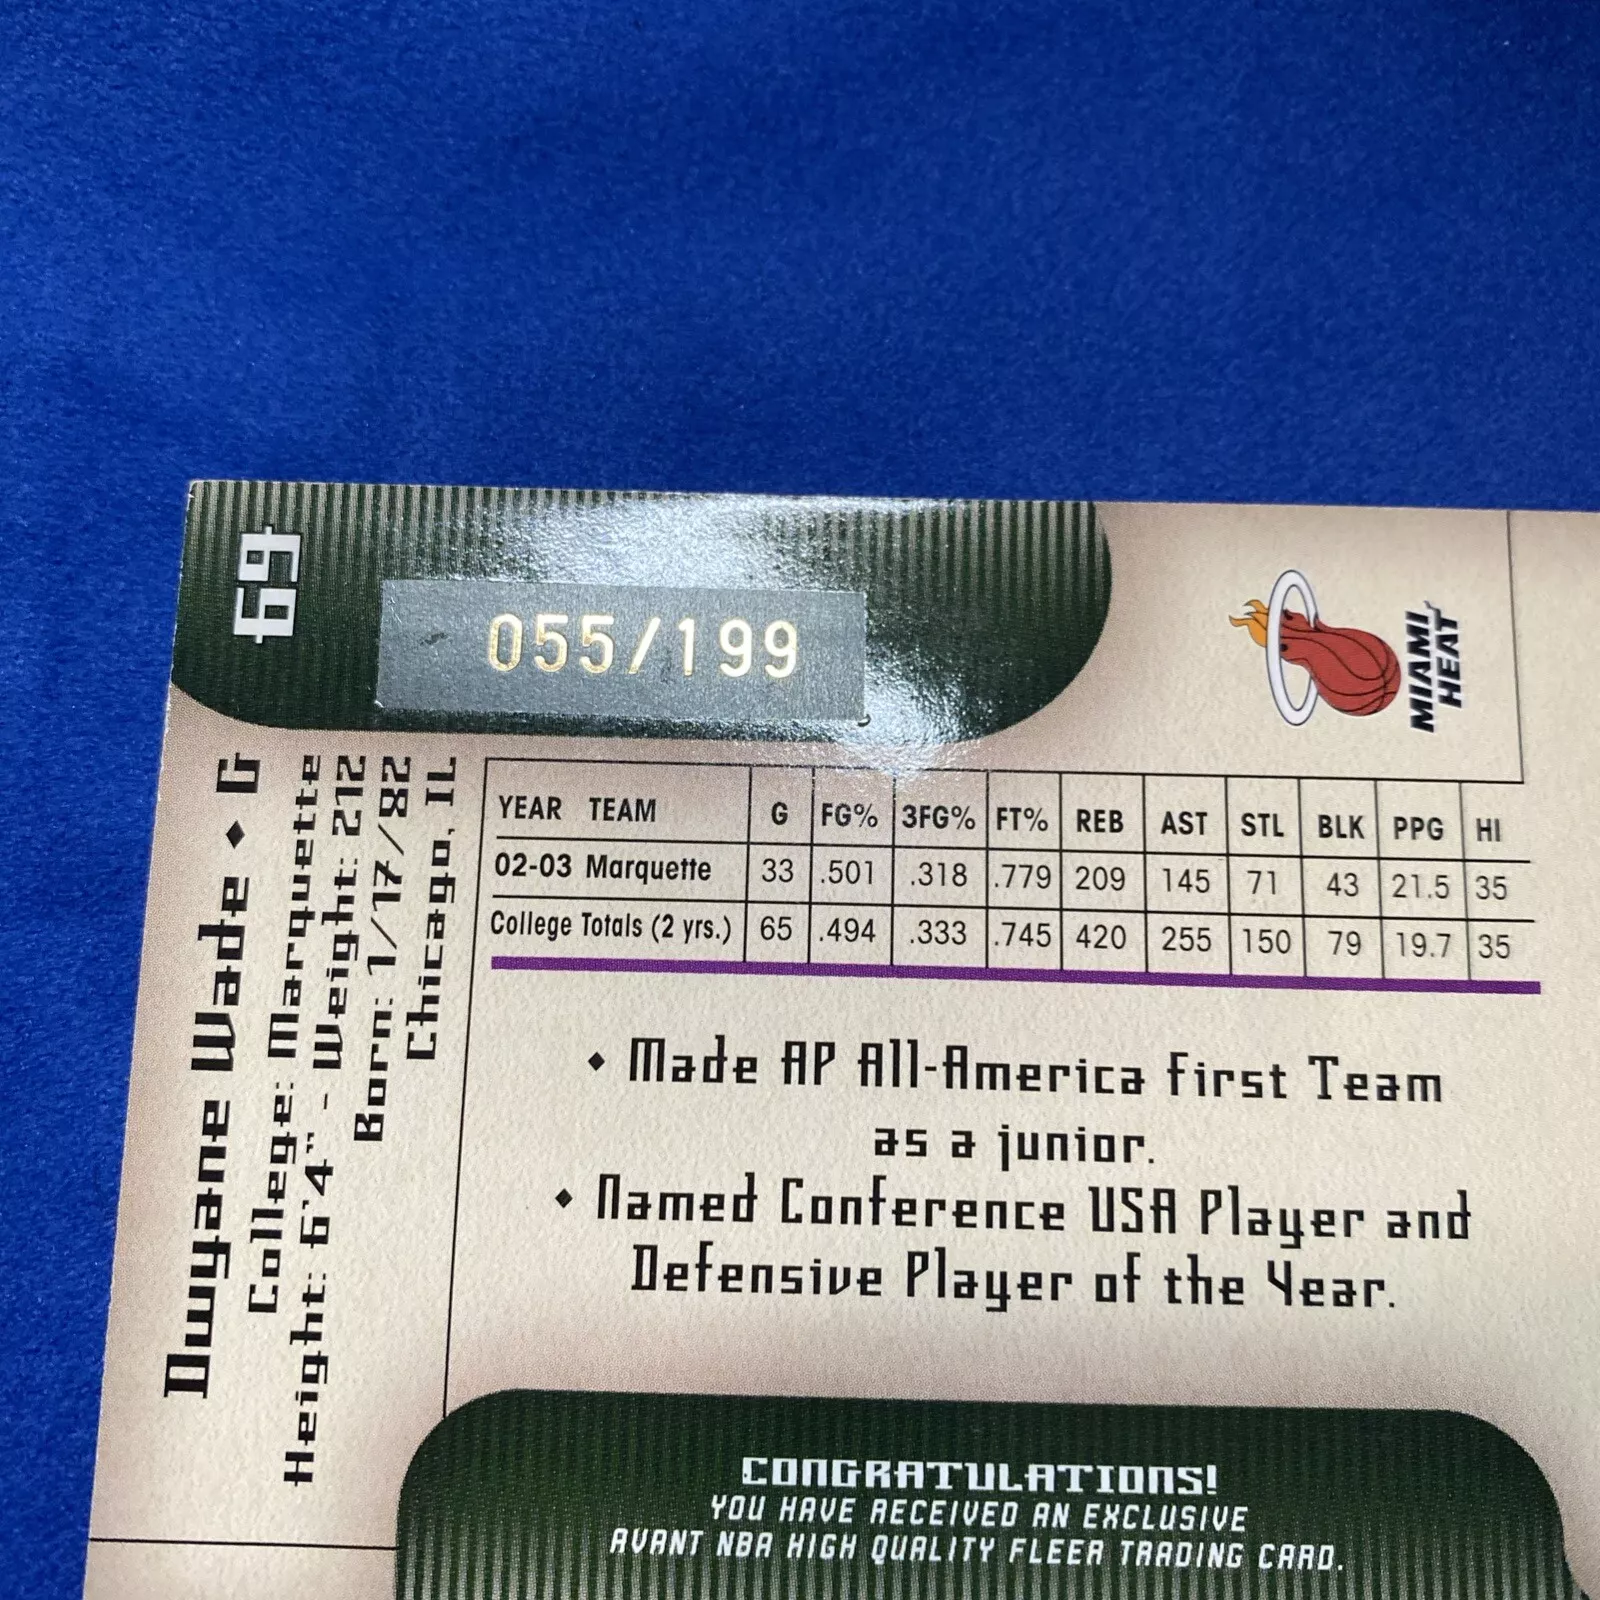 69
055/199
MIAMI
HEAT
Dwyane Wade ♦ G
College: Marquette
Height: 6'4" - Weight: 212
Born: 1/17/82
Chicago, IL
YEAR TEAM G FG% 3FG% FT% REB AST STL BLK PPG HI
02-03 Marquette 33 .501 .318 .779 209 145 71 43 21.5 35
College Totals (2 yrs.) 65 .494 .333 .745 420 255 150 79 19.7 35
♦ Made AP All-America First Team
as a junior.
♦ Named Conference USA Player and
Defensive Player of the Year.
CONGRATULATIONS!
YOU HAVE RECEIVED AN EXCLUSIVE
AVANT NBA HIGH QUALITY FLEER TRADING CARD.